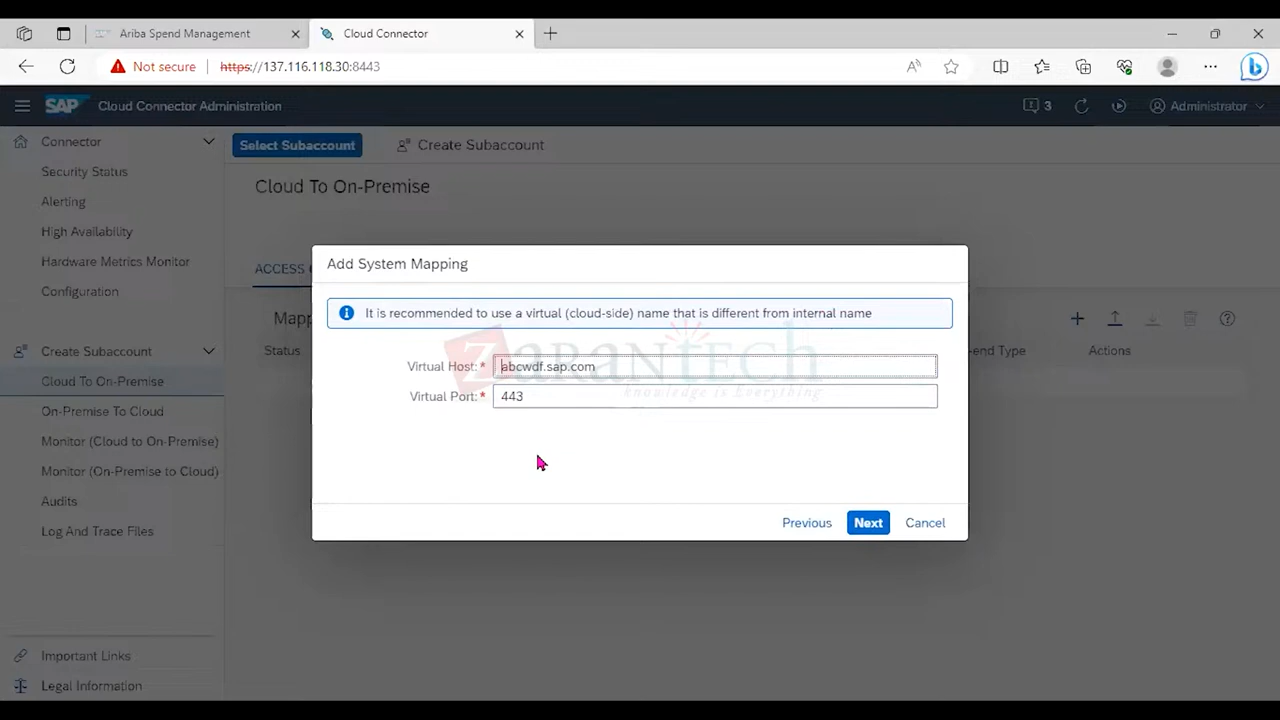 Ariba Spend Management
Cloud Connector
Not secure
https://137.116.118.30:8443
SAP
Cloud Connector Administration
3
Administrator
Connector
Security Status
Alerting
High Availability
Hardware Metrics Monitor
Configuration
Create Subaccount
Cloud To On-Premise
On-Premise To Cloud
Monitor (Cloud to On-Premise)
Monitor (On-Premise to Cloud)
Audits
Log And Trace Files
Important Links
Legal Information
Select Subaccount
Create Subaccount
Cloud To On-Premise
ACCESS
Mapp
Status
-end Type
Actions
Add System Mapping
It is recommended to use a virtual (cloud-side) name that is different from internal name
Virtual Host:* abcwdf.sap.com
Virtual Port:* 443
zarantech
Knowledge is Everything
Previous
Next
Cancel